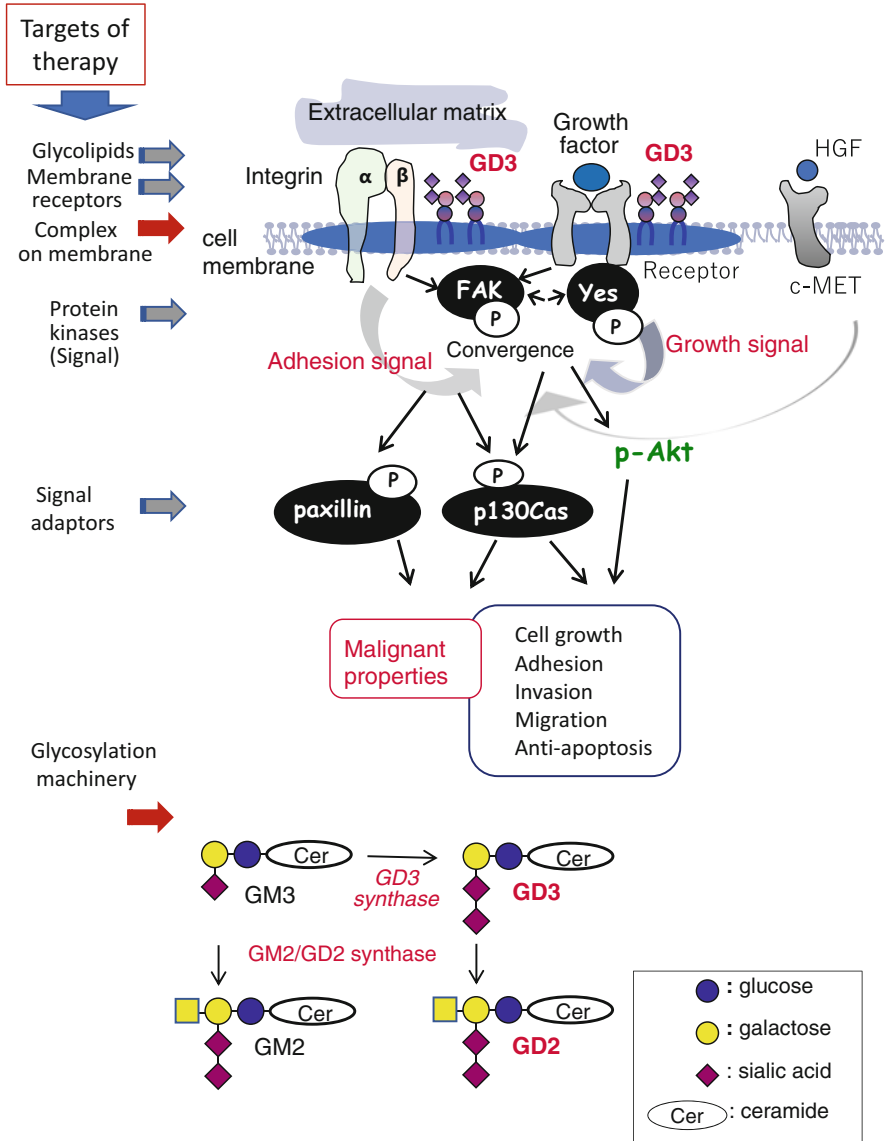 Targets of
therapy
Glycolipids
Membrane
receptors
Complex
on membrane
Protein
kinases
(Signal)
Signal
adaptors
Glycosylation
machinery
Extracellular matrix
Integrin
α
β
GD3
Growth
factor
GD3
HGF
cell
membrane
Receptor
c-MET
FAK
P
Yes
P
Convergence
Adhesion signal
Growth signal
p-Akt
P
paxillin
P
p130Cas
Malignant
properties
Cell growth
Adhesion
Invasion
Migration
Anti-apoptosis
Cer
GM3
GD3
synthase
Cer
GD3
GM2/GD2 synthase
Cer
GM2
Cer
GD2
: glucose
: galactose
: sialic acid
Cer : ceramide